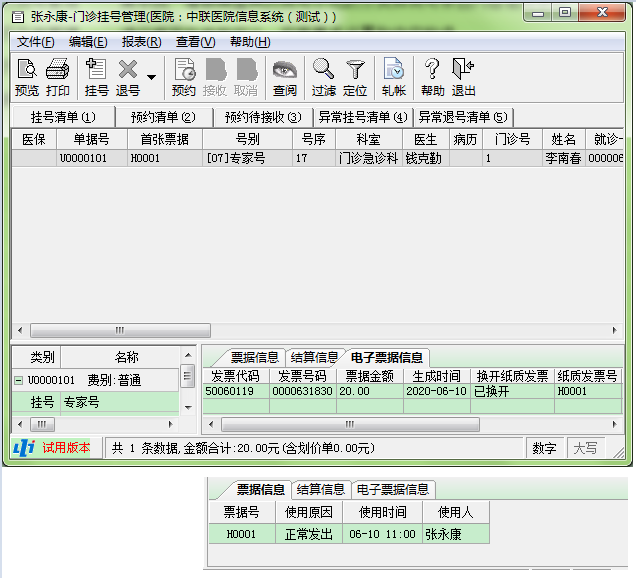 张永康-门诊挂号管理(医院：中联医院信息系统（测试）)
文件(F) 编辑(E) 报表(R) 查看(V) 帮助(H)
预览 打印 挂号 退号 预约 接收 取消 查阅 过滤 定位 轧帐 帮助 退出
挂号清单(1) 预约清单(2) 预约待接收(3) 异常挂号清单(4) 异常退号清单(5)
医保 单据号 首张票据 号别 号序 科室 医生 病历 门诊号 姓名 就诊
U0000101 H0001 [07]专家号 17 门诊急诊科 钱克勤 1 李南春 000006
类别 名称
U0000101 费别:普通
挂号 专家号
票据信息 结算信息 电子票据信息
发票代码 发票号码 票据金额 生成时间 换开纸质发票 纸质发票号
50060119 0000631830 20.00 2020-06-10 已换开 H0001
试用版本 共 1 条数据,金额合计:20.00元(含划价单0.00元) 数字 大写
票据信息 结算信息 电子票据信息
票据号 使用原因 使用时间 使用人
H0001 正常发出 06-10 11:00 张永康